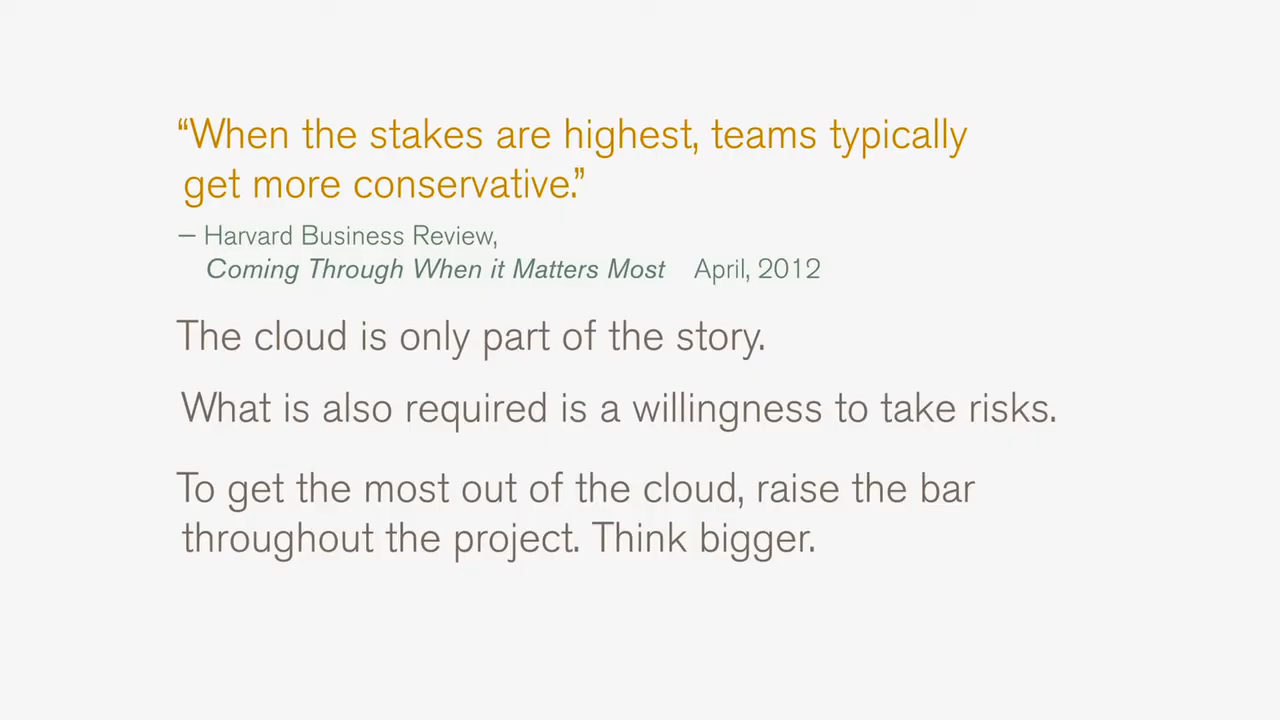 “When the stakes are highest, teams typically
get more conservative.”
– Harvard Business Review,
Coming Through When it Matters Most April, 2012
The cloud is only part of the story.
What is also required is a willingness to take risks.
To get the most out of the cloud, raise the bar
throughout the project. Think bigger.